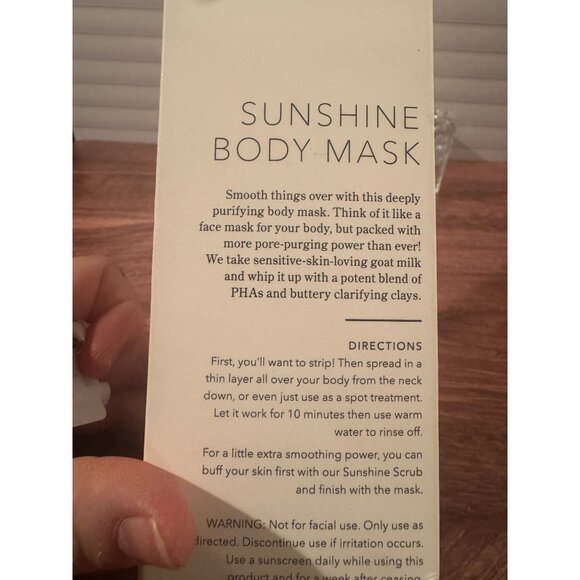 SUNSHINE
BODY MASK
Smooth things over with this deeply
purifying body mask. Think of it like a
face mask for your body, but packed with
more pore-purging power than ever!
We take sensitive-skin-loving goat milk
and whip it up with a potent blend of
PHAs and buttery clarifying clays.
DIRECTIONS
First, you'll want to strip! Then spread in a
thin layer all over your body from the neck
down, or even just use as a spot treatment.
Let it work for 10 minutes then use warm
water to rinse off.
For a little extra smoothing power, you can
buff your skin first with our Sunshine Scrub
and finish with the mask.
WARNING: Not for facial use. Only use as
directed. Discontinue use if irritation occurs.
Use a sunscreen daily while using this
product and for a week after ceasing